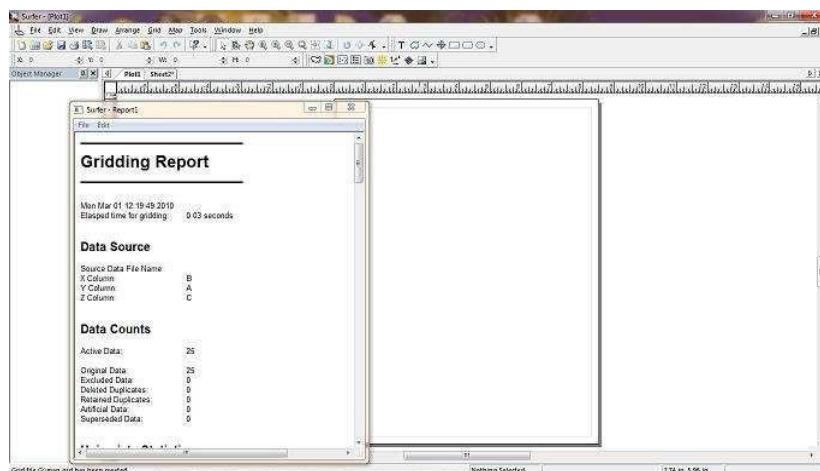 Surfer - [Plot1]
File Edit View Draw Arrange Grid Map Tools Window Help
Object Manager
Plot1 Sheet2*
Surfer - Report1
File Edit
Gridding Report
Mon Mar 01 12:19:49 2010
Elasped time for gridding: 0.03 seconds
Data Source
Source Data File Name:
X Column: B
Y Column: A
Z Column: C
Data Counts
Active Data: 25
Original Data: 25
Excluded Data: 0
Deleted Duplicates: 0
Retained Duplicates: 0
Artificial Data: 0
Superseded Data: 0
Nothing Selected